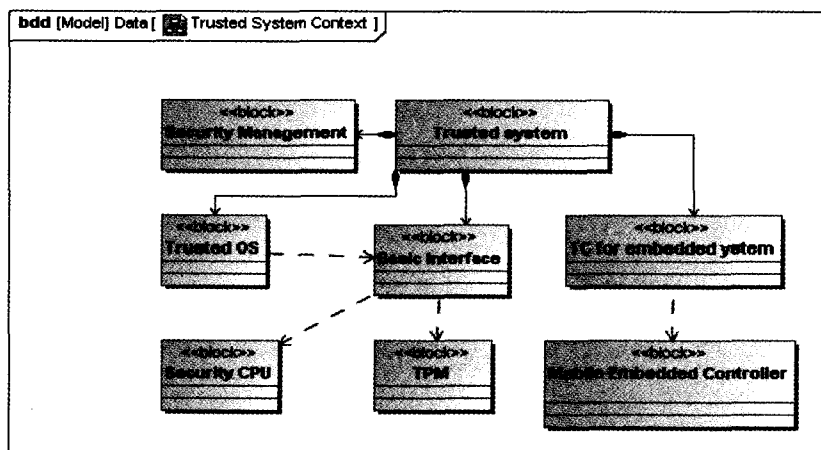 bdd [Model] Data [ Trusted System Context ]
<<block>>
Security Management
<<block>>
Trusted system
<<block>>
Trusted OS
<<block>>
Basic Interface
<<block>>
TC for embedded ystem
<<block>>
Security CPU
<<block>>
TPM
<<block>>
Mobile Embedded Controller